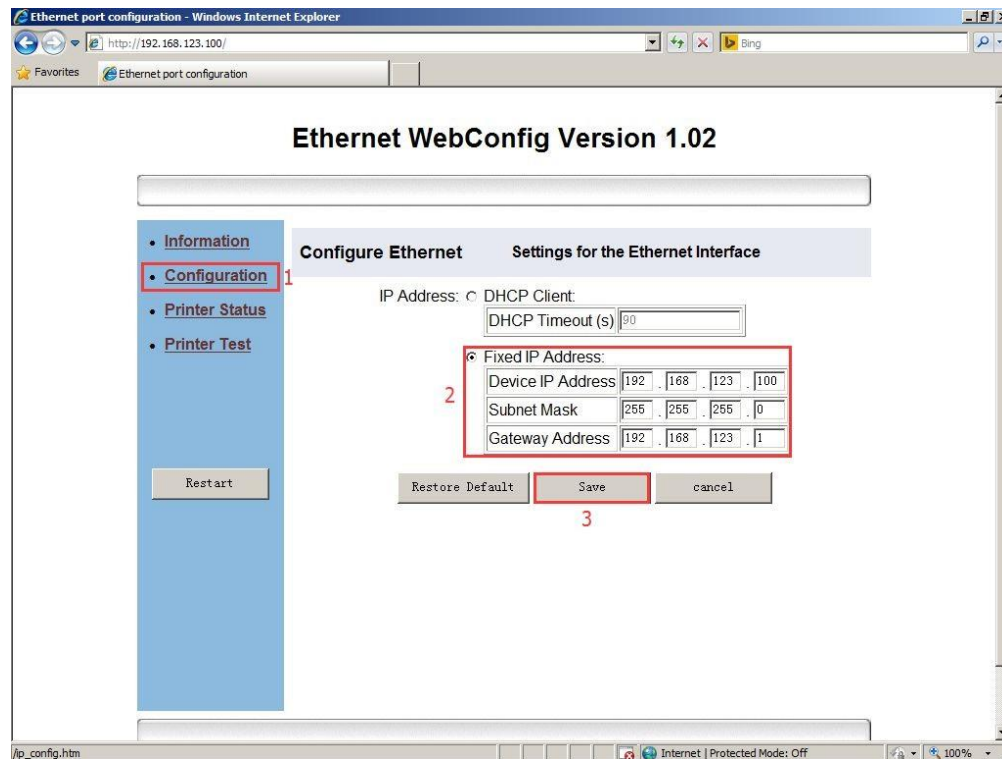 Ethernet port configuration - Windows Internet Explorer
http://192.168.123.100/
Bing
Favorites
Ethernet port configuration
Ethernet WebConfig Version 1.02
Information
Configuration 1
Printer Status
Printer Test
Restart
Configure Ethernet Settings for the Ethernet Interface
IP Address: DHCP Client:
DHCP Timeout (s) 90
Fixed IP Address:
Device IP Address 192 . 168 . 123 . 100
2
Subnet Mask 255 . 255 . 255 . 0
Gateway Address 192 . 168 . 123 . 1
Restore Default Save cancel
3
/ip_config.htm
Internet | Protected Mode: Off
100%